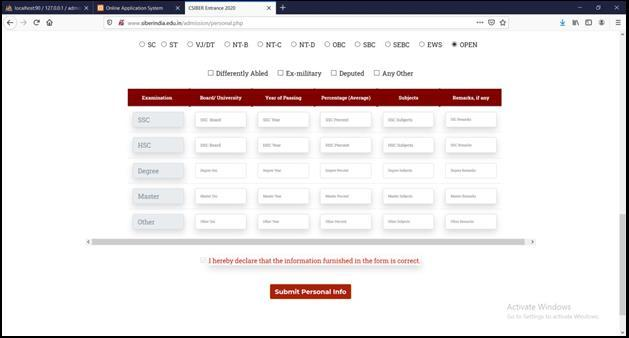 localhost:90 / 127.0.0.1 / admi
Online Application System
CSIBER Entrance 2020
www.siberindia.edu.in/admission/personal.php
SC ST VJ/DT NT-B NT-C NT-D OBC SBC SEBC EWS OPEN
Differently Abled Ex-military Deputed Any Other
Examination Board/ University Year of Passing Percentage (Average) Subjects Remarks, if any
SSC SSC Board SSC Year SSC Percent SSC Subjects SSC Remarks
HSC HSC Board HSC Year HSC Percent HSC Subjects HSC Remarks
Degree Degree Uni Degree Year Degree Percent Degree Subjects Degree Remarks
Master Master Uni Master Year Master Percent Master Subjects Master Remarks
Other Other Uni Other Year Other Percent Other Subjects Other Remarks
I hereby declare that the information furnished in the form is correct.
Submit Personal Info
Activate Windows
Go to Settings to activate Windows.